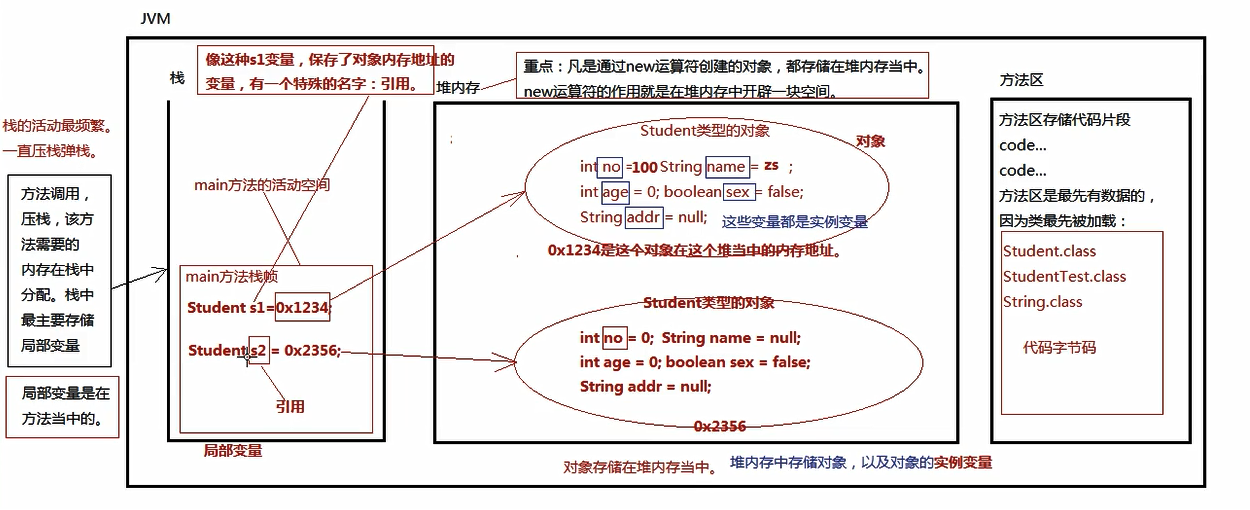 JVM
栈
像这种s1变量，保存了对象内存地址的
变量，有一个特殊的名字：引用。
堆内存
重点：凡是通过new运算符创建的对象，都存储在堆内存当中。
new运算符的作用就是在堆内存中开辟一块空间。
方法区
栈的活动最频繁。
一直压栈弹栈。
方法调用，
压栈，该方
法需要的
内存在栈中
分配。栈中
最主要存储
局部变量
局部变量是在
方法当中的。
main方法的活动空间
main方法栈帧
Student s1=0x1234;
Student s2 = 0x2356;
引用
局部变量
Student类型的对象
对象
int no =100 String name = zs ;
int age = 0; boolean sex = false;
String addr = null;
这些变量都是实例变量
0x1234是这个对象在这个堆当中的内存地址。
Student类型的对象
int no = 0; String name = null;
int age = 0; boolean sex = false;
String addr = null;
0x2356
对象存储在堆内存当中。
堆内存中存储对象，以及对象的实例变量
方法区存储代码片段
code...
code...
方法区是最先有数据的，
因为类最先被加载：
Student.class
StudentTest.class
String.class
代码字节码